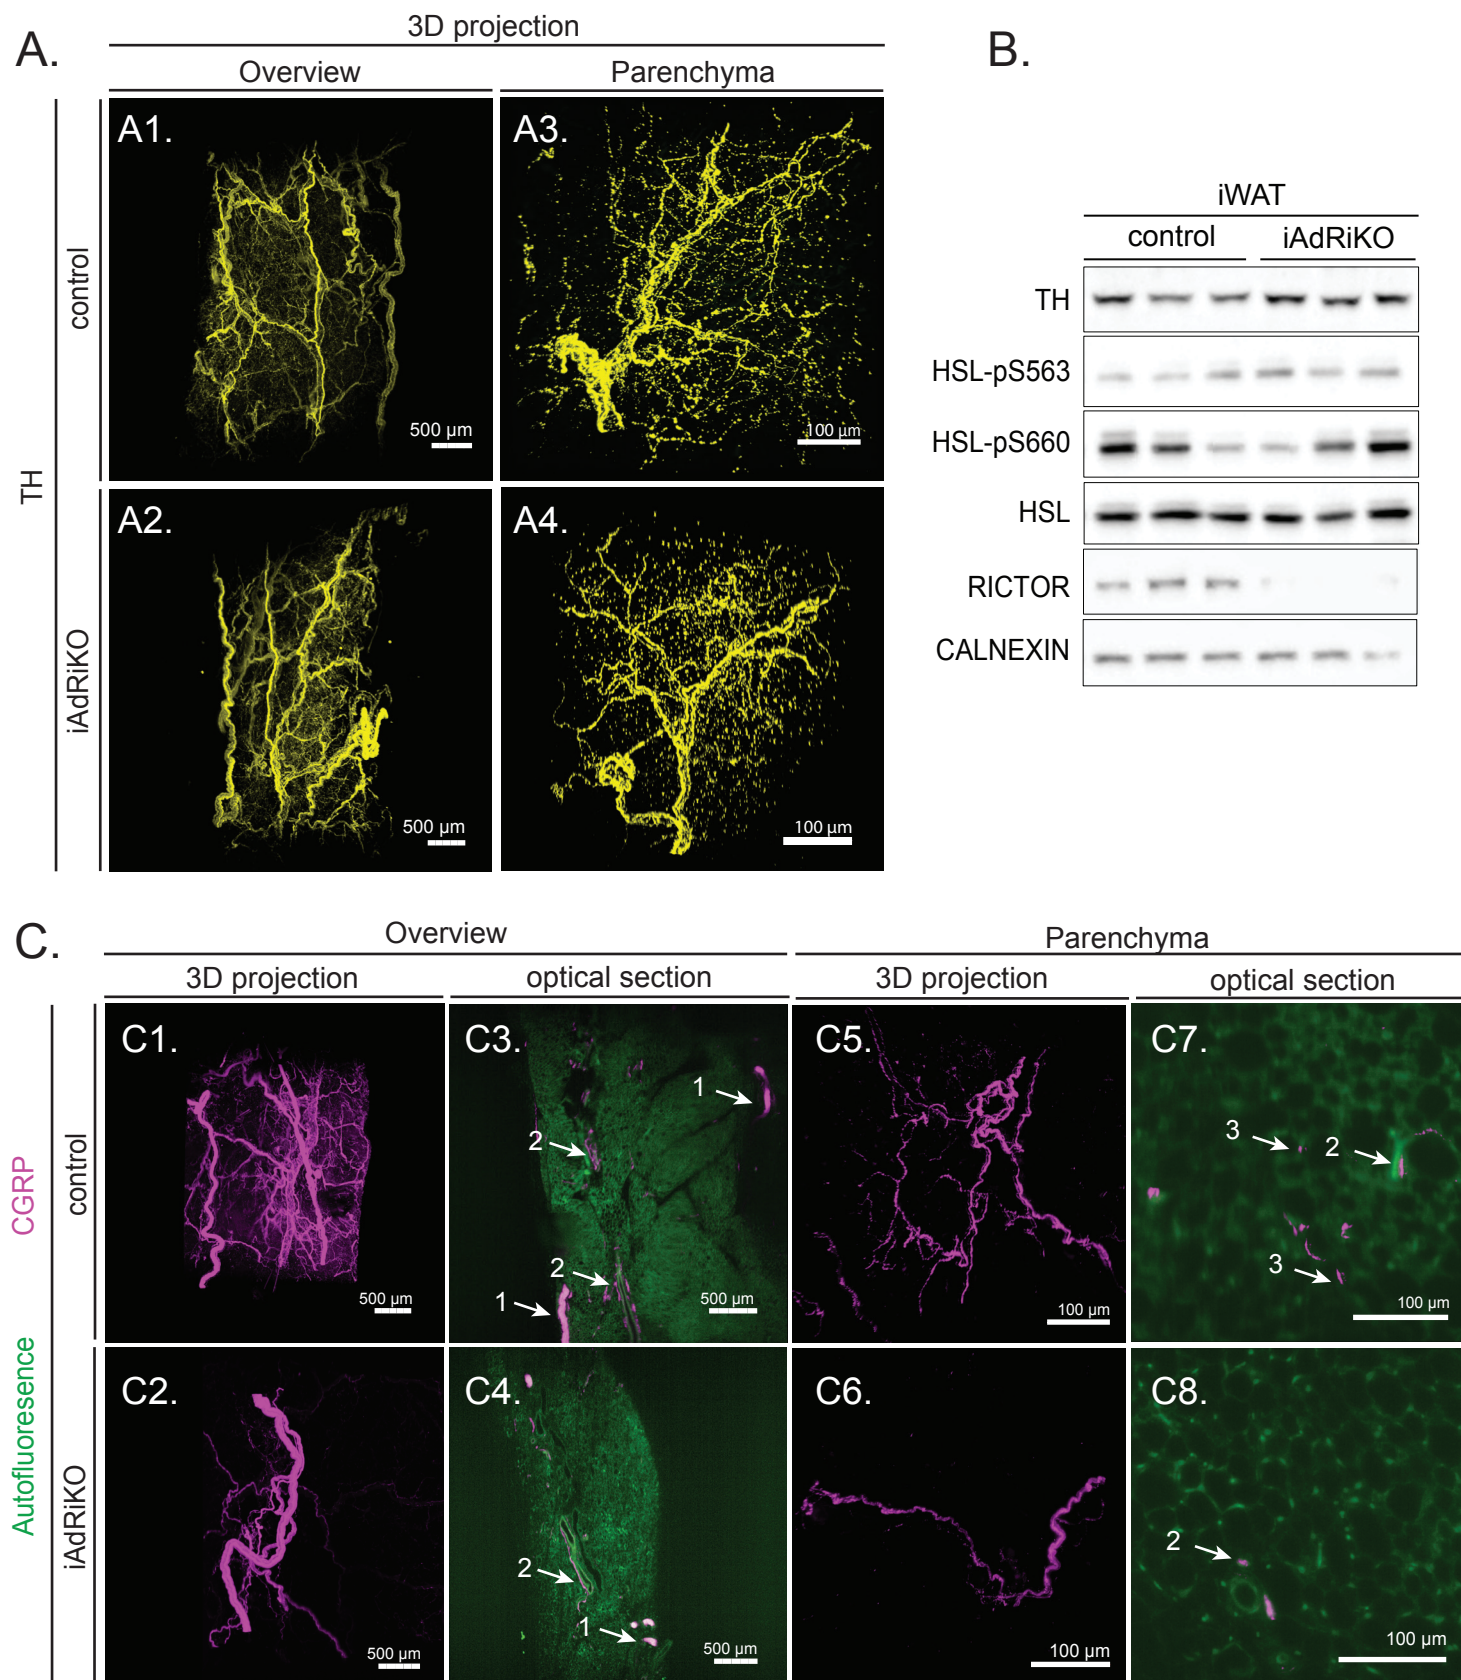 A.
3D projection
Overview
Parenchyma
TH
control
iAdRiKO
A1.
500 µm
A3.
100 µm
A2.
500 µm
A4.
100 µm
B.
iWAT
control
iAdRiKO
TH
HSL-pS563
HSL-pS660
HSL
RICTOR
CALNEXIN
C.
Overview
Parenchyma
3D projection
optical section
3D projection
optical section
CGRP
Autofluoresence
control
iAdRiKO
C1.
500 µm
C3.
1
2
2
1
500 µm
C5.
100 µm
C7.
3
2
3
100 µm
C2.
500 µm
C4.
2
1
500 µm
C6.
100 µm
C8.
2
100 µm